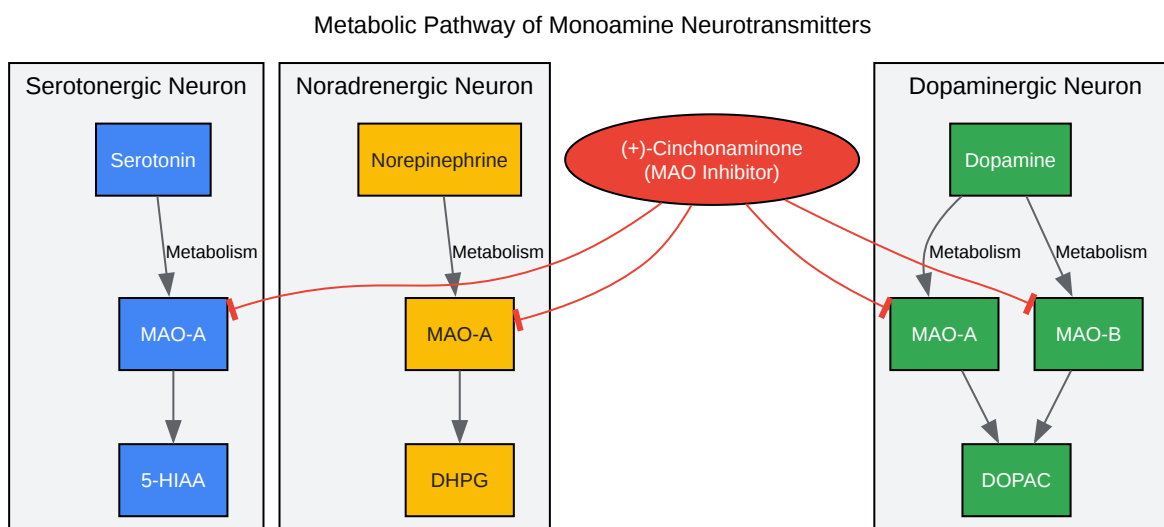 Metabolic Pathway of Monoamine Neurotransmitters
Serotonergic Neuron
Serotonin
Metabolism
MAO-A
5-HIAA
Noradrenergic Neuron
Norepinephrine
Metabolism
MAO-A
DHPG
(+)-Cinchonaminone
(MAO Inhibitor)
Dopaminergic Neuron
Dopamine
Metabolism
Metabolism
MAO-A
MAO-B
DOPAC